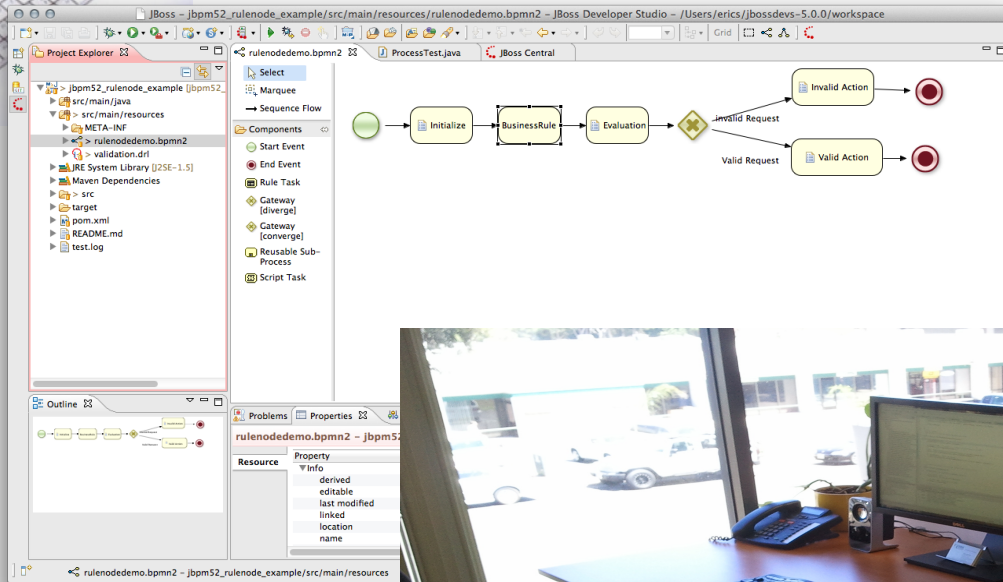 JBoss - jbpm52_rulenode_example/src/main/resources/rulenodedemo.bpmn2 - JBoss Developer Studio - /Users/erics/jbossdevs-5.0.0/workspace
Grid
Project Explorer
> jbpm52_rulenode_example [jbpm52_
src/main/java
> src/main/resources
META-INF
> rulenodedemo.bpmn2
> validation.drl
JRE System Library [J2SE-1.5]
Maven Dependencies
> src
target
pom.xml
README.md
test.log
rulenodedemo.bpmn2
ProcessTest.java
JBoss Central
Select
Marquee
Sequence Flow
Components
Start Event
End Event
Rule Task
Gateway
[diverge]
Gateway
[converge]
Reusable Sub-
Process
Script Task
Initialize
BusinessRule
Evaluation
Invalid Request
Valid Request
Invalid Action
Valid Action
Outline
Problems
Properties
rulenodedemo.bpmn2 - jbpm52
Resource
Property
Info
derived
editable
last modified
linked
location
name
rulenodedemo.bpmn2 - jbpm52_rulenode_example/src/main/resources